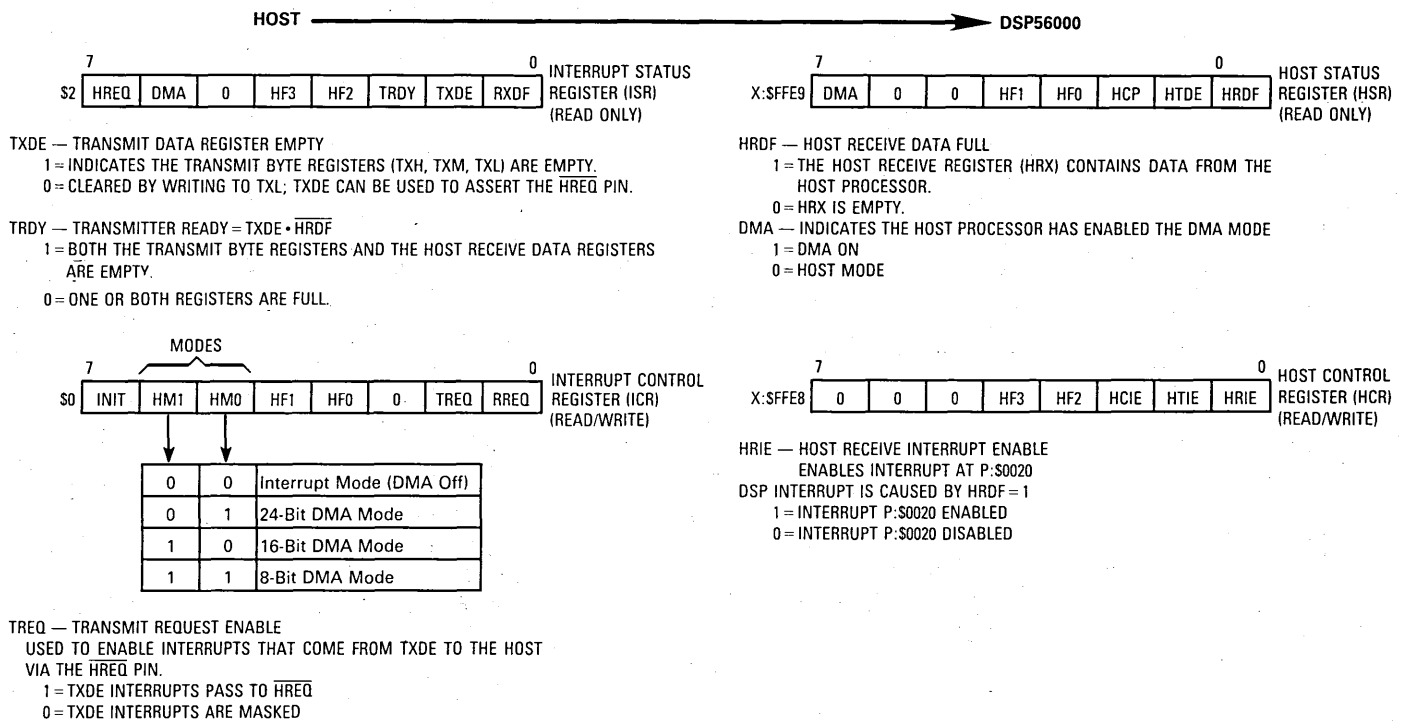 HOST DSP56000
7 0
$2 HREQ DMA 0 HF3 HF2 TRDY TXDE RXDF
INTERRUPT STATUS
REGISTER (ISR)
(READ ONLY)
TXDE — TRANSMIT DATA REGISTER EMPTY
1 = INDICATES THE TRANSMIT BYTE REGISTERS (TXH, TXM, TXL) ARE EMPTY.
0 = CLEARED BY WRITING TO TXL; TXDE CAN BE USED TO ASSERT THE H̅R̅E̅Q̅ PIN.
TRDY — TRANSMITTER READY = TXDE • H̅R̅D̅F̅
1 = BOTH THE TRANSMIT BYTE REGISTERS AND THE HOST RECEIVE DATA REGISTERS
ARE EMPTY.
0 = ONE OR BOTH REGISTERS ARE FULL.
7 0
X:$FFE9 DMA 0 0 HF1 HF0 HCP HTDE HRDF
HOST STATUS
REGISTER (HSR)
(READ ONLY)
HRDF — HOST RECEIVE DATA FULL
1 = THE HOST RECEIVE REGISTER (HRX) CONTAINS DATA FROM THE
HOST PROCESSOR.
0 = HRX IS EMPTY.
DMA — INDICATES THE HOST PROCESSOR HAS ENABLED THE DMA MODE
1 = DMA ON
0 = HOST MODE
MODES
7 0
$0 INIT HM1 HM0 HF1 HF0 0 TREQ RREQ
INTERRUPT CONTROL
REGISTER (ICR)
(READ/WRITE)
0 0 Interrupt Mode (DMA Off)
0 1 24-Bit DMA Mode
1 0 16-Bit DMA Mode
1 1 8-Bit DMA Mode
TREQ — TRANSMIT REQUEST ENABLE
USED TO ENABLE INTERRUPTS THAT COME FROM TXDE TO THE HOST
VIA THE H̅R̅E̅Q̅ PIN.
1 = TXDE INTERRUPTS PASS TO H̅R̅E̅Q̅
0 = TXDE INTERRUPTS ARE MASKED
7 0
X:$FFE8 0 0 0 HF3 HF2 HCIE HTIE HRIE
HOST CONTROL
REGISTER (HCR)
(READ/WRITE)
HRIE — HOST RECEIVE INTERRUPT ENABLE
ENABLES INTERRUPT AT P:$0020
DSP INTERRUPT IS CAUSED BY HRDF = 1
1 = INTERRUPT P:$0020 ENABLED
0 = INTERRUPT P:$0020 DISABLED